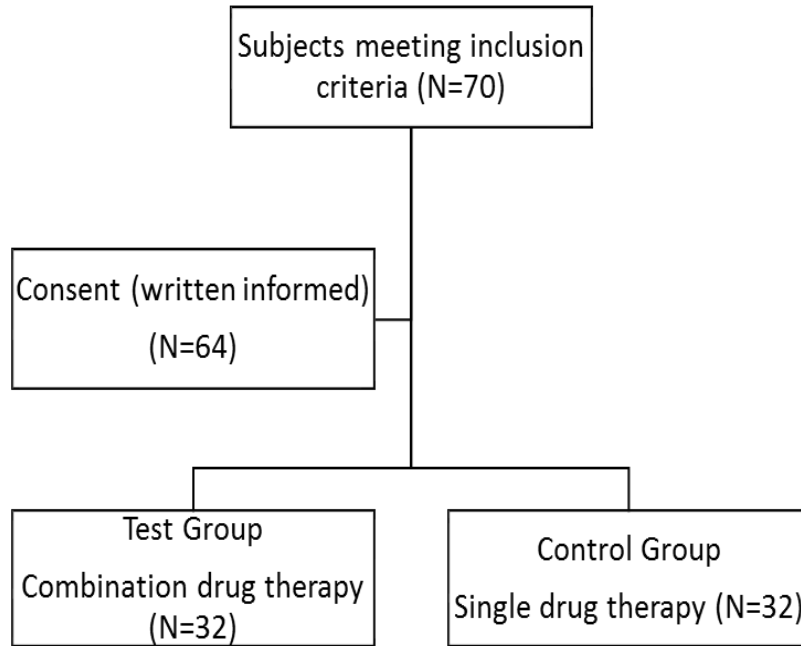 Subjects meeting inclusion
criteria (N=70)
Consent (written informed)
(N=64)
Test Group
Combination drug therapy
(N=32)
Control Group
Single drug therapy (N=32)